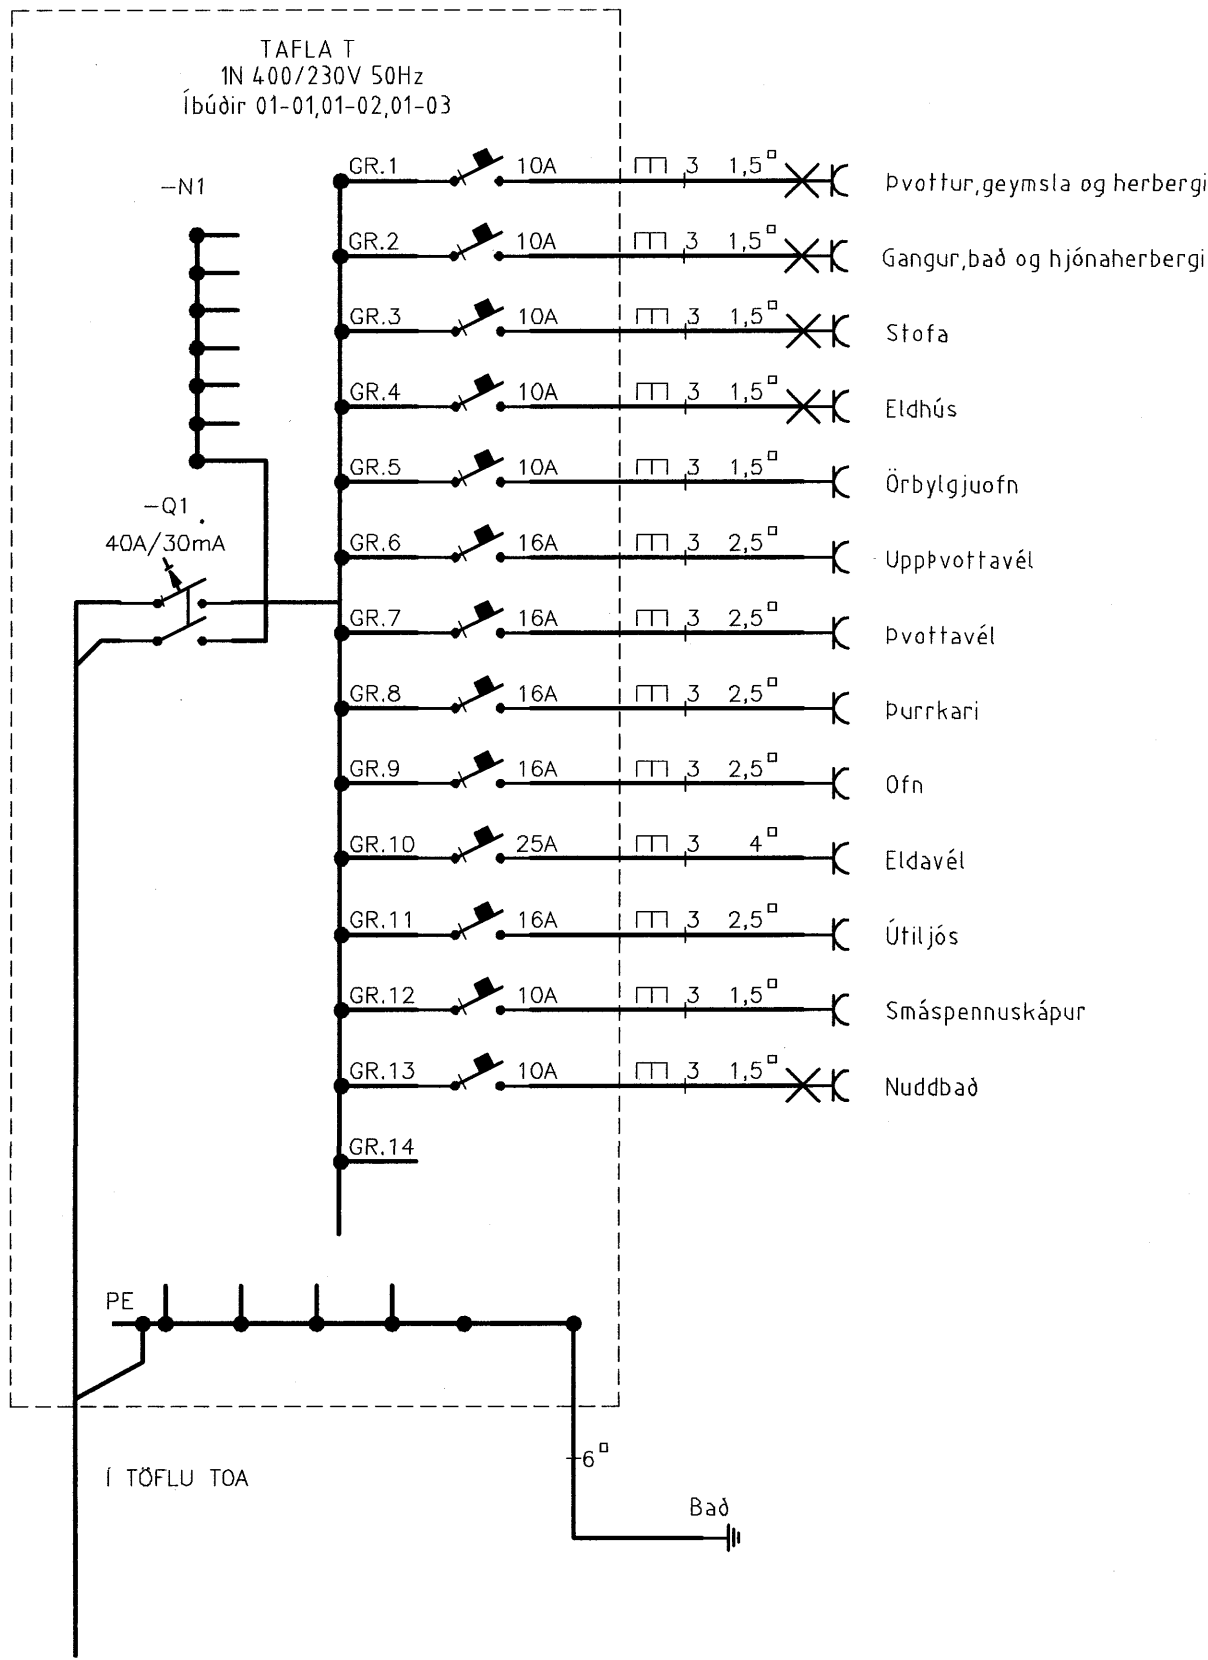 TAFLA T
1N 400/230V 50Hz
Íbúðir 01-01,01-02,01-03
GR.1 10A 3 1,5▫ Þvottur,geymsla og herbergi
-N1
GR.2 10A 3 1,5▫ Gangur,bað og hjónaherbergi
GR.3 10A 3 1,5▫ Stofa
GR.4 10A 3 1,5▫ Eldhús
GR.5 10A 3 1,5▫ Örbylgjuofn
-Q1
40A/30mA
GR.6 16A 3 2,5▫ UppÞvottavél
GR.7 16A 3 2,5▫ Þvottavél
GR.8 16A 3 2,5▫ Þurrkari
GR.9 16A 3 2,5▫ Ofn
GR.10 25A 3 4▫ Eldavél
GR.11 16A 3 2,5▫ Útiljós
GR.12 10A 3 1,5▫ Smáspennuskápur
GR.13 10A 3 1,5▫ Nuddbað
GR.14
PE
6▫
Í TÖFLU TOA
Bað